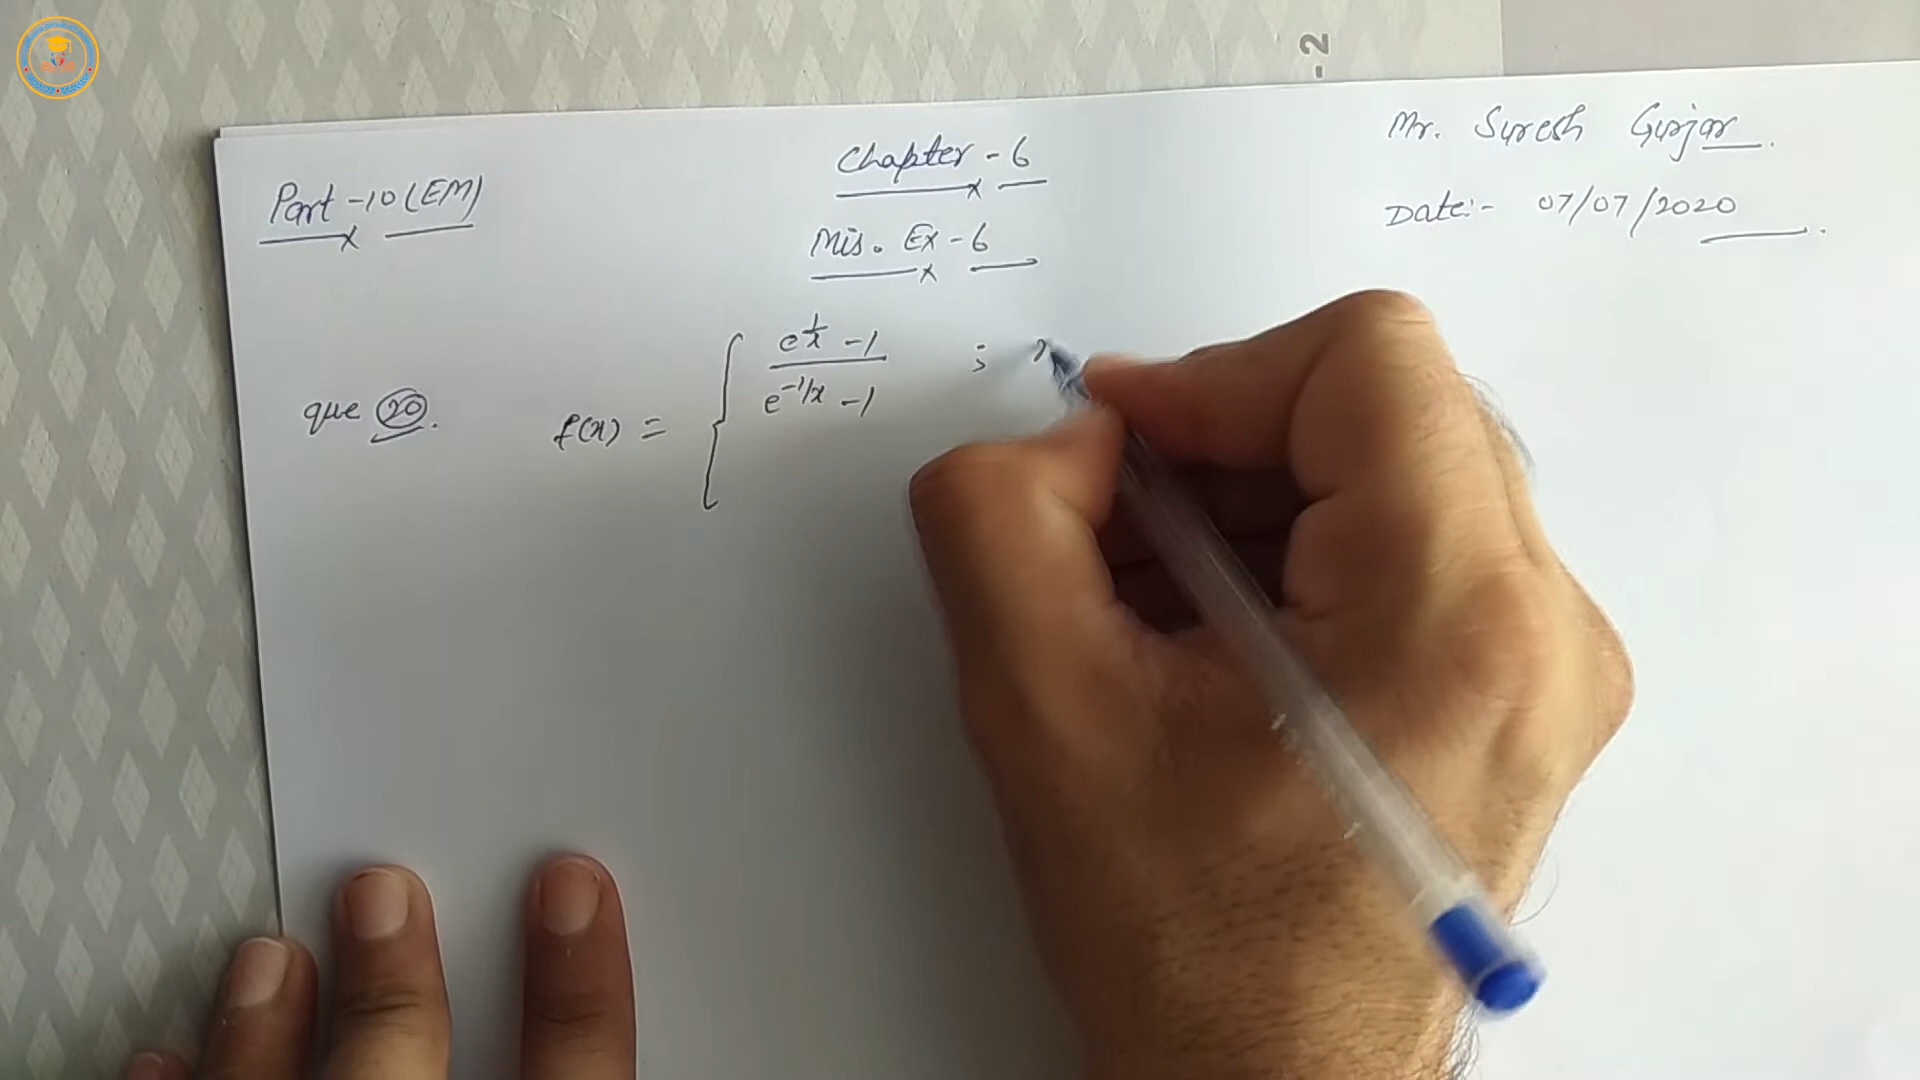 Mr. Suresh Gurjar.
Date:- 07/07/2020.
Chapter - 6
Part -10 (EM)
Mis. Ex - 6
que 20. f(x) = { e^{1/x} -1 / e^{-1/x} -1 ; x
- 2